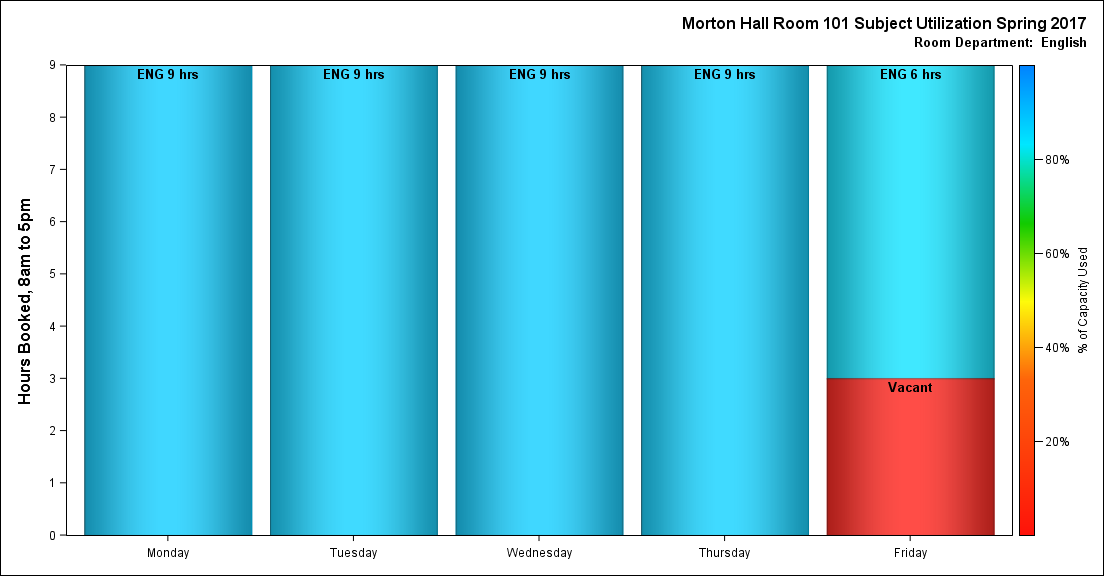 Morton Hall Room 101 Subject Utilization Spring 2017
Room Department:  English
Hours Booked, 8am to 5pm
9
8
7
6
5
4
3
2
1
0
ENG 9 hrs
ENG 9 hrs
ENG 9 hrs
ENG 9 hrs
ENG 6 hrs
Vacant
Monday
Tuesday
Wednesday
Thursday
Friday
80%
60%
40%
20%
% of Capacity Used